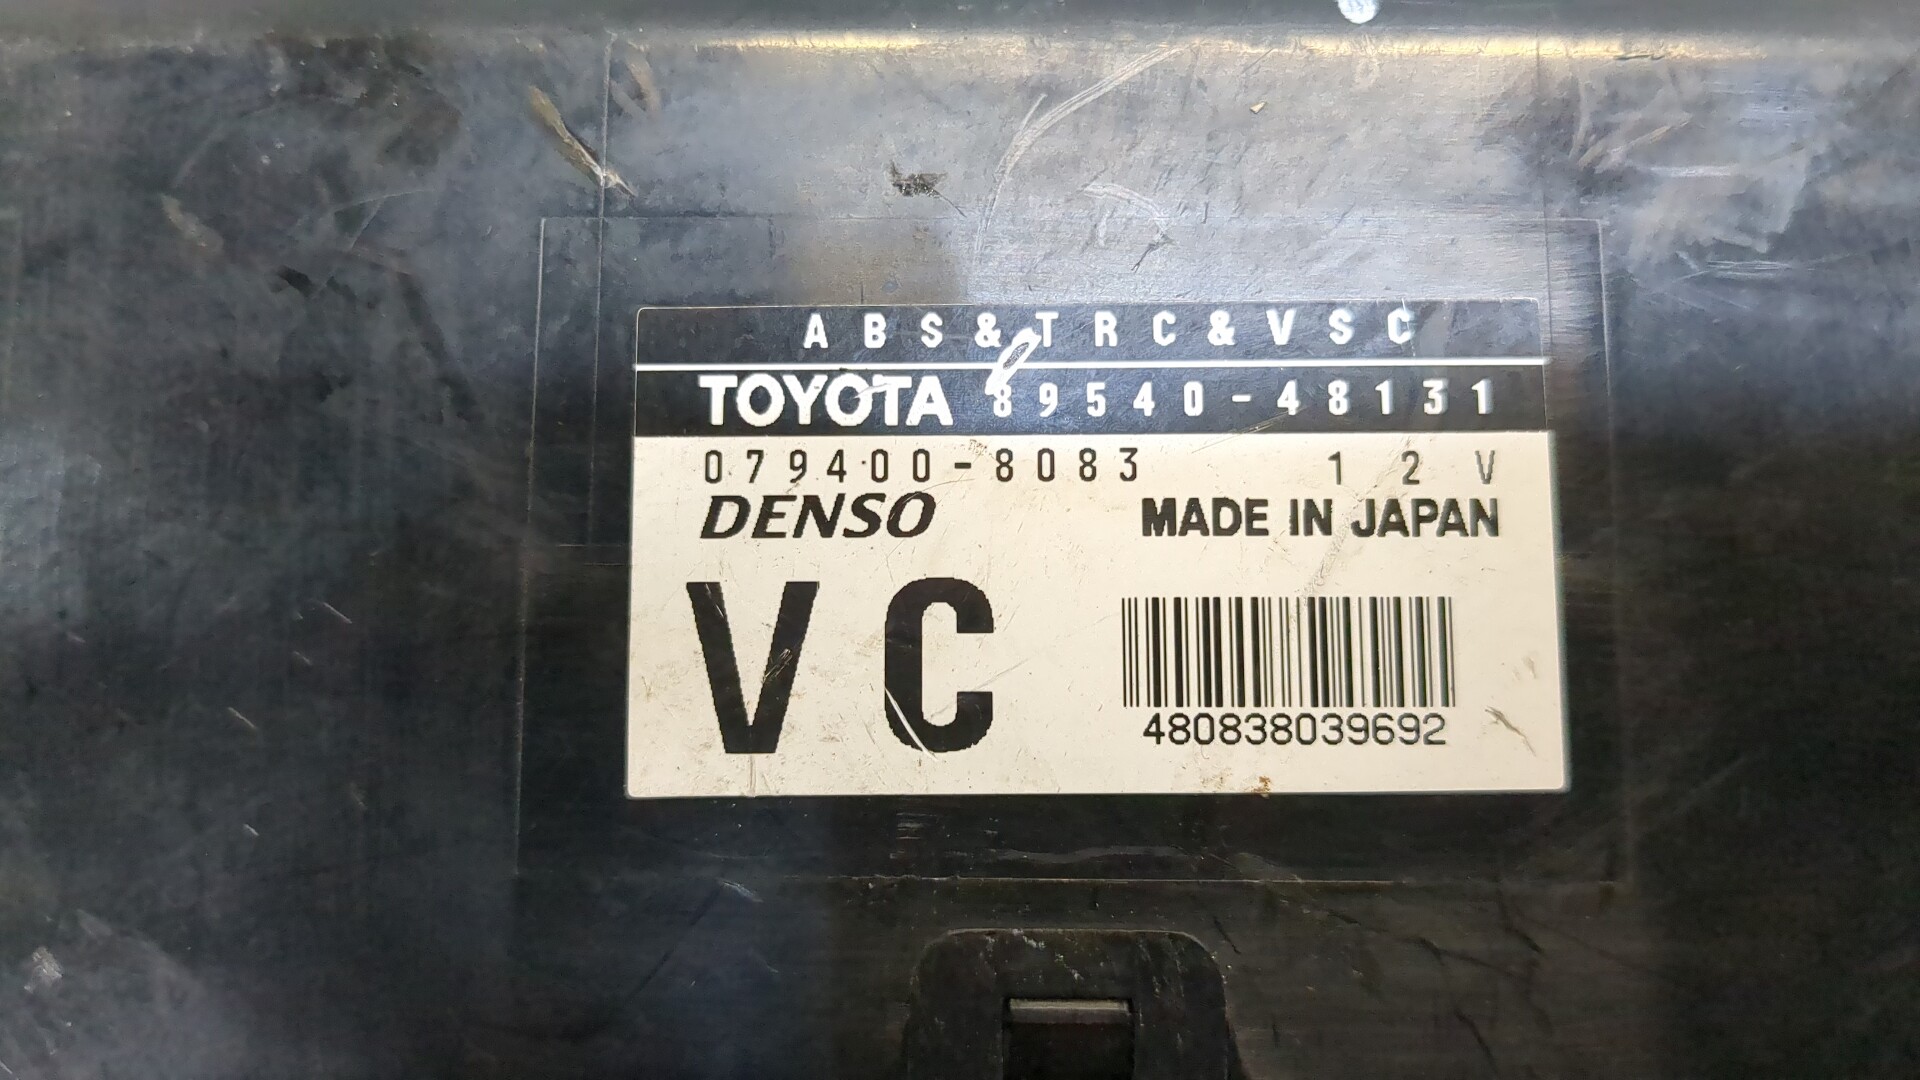 ABS&TRC&VSC
TOYOTA 89540-48131
079400-8083 12V
DENSO MADE IN JAPAN
VC
480838039692